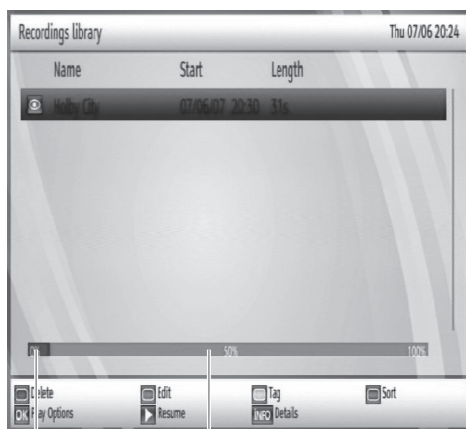 Recordings library Thu 07/06 20:24
Name Start Length
Holby City 07/06/07 20:30 31s
0% 50% 100%
Delete Edit Tag Sort
OK Play Options Resume INFO Details